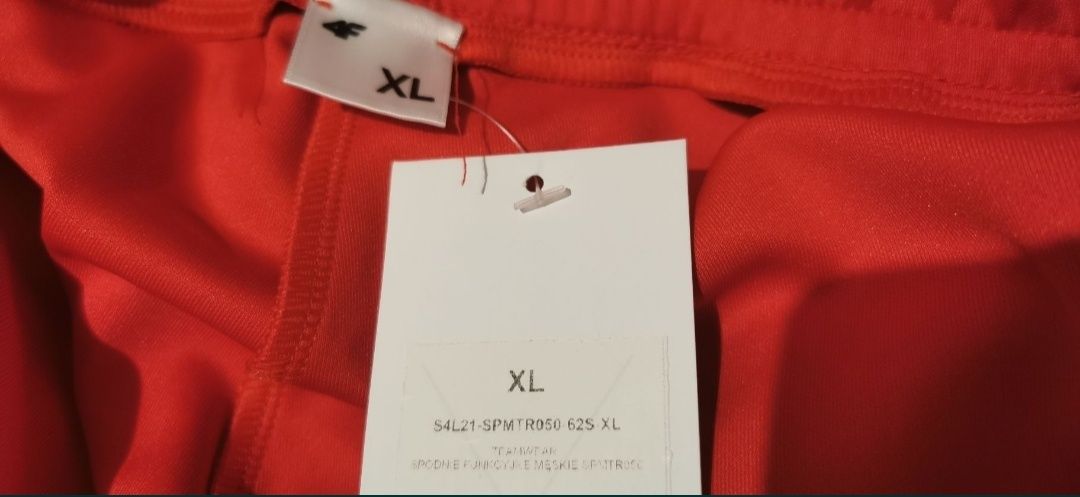 4F
XL
XL
S4L21-SPMTR050-62S-XL
TEAMWEAR
SPODNIE FUNKCYJNE MĘSKIE SPMTR050